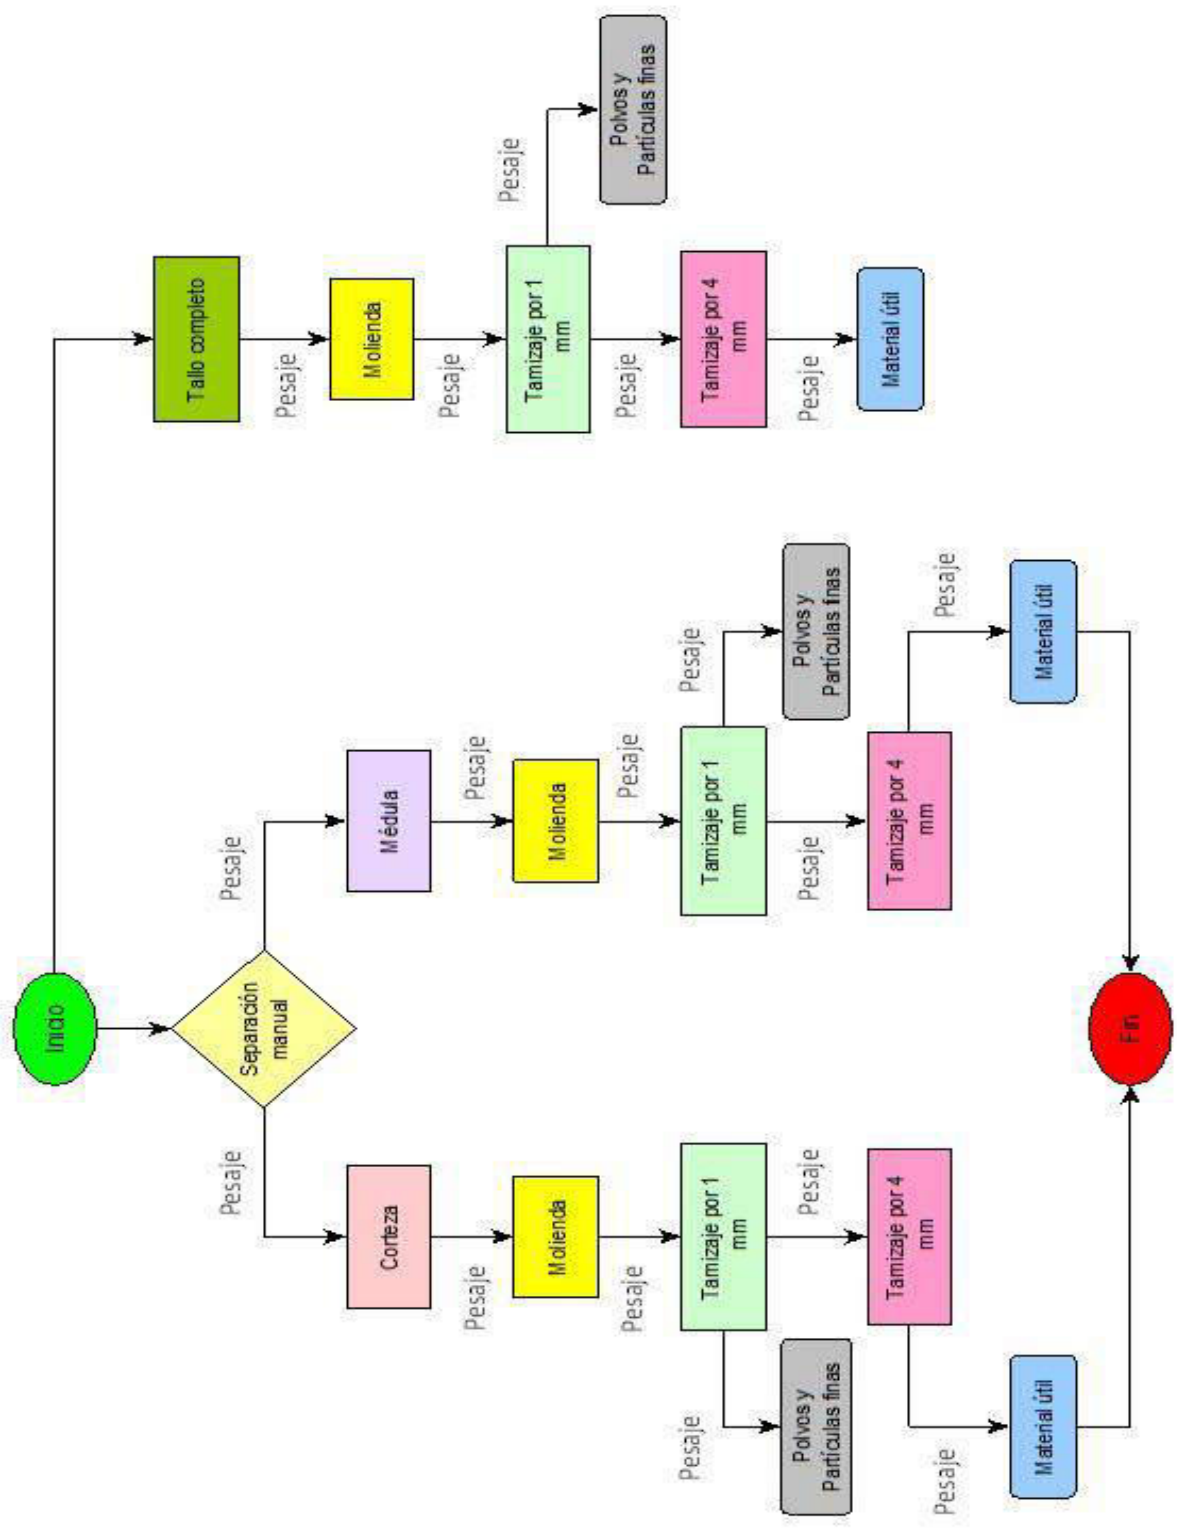 Inicio
Separación
manual
Pesaje
Corteza
Pesaje
Molienda
Pesaje
Tamizaje por 1
mm
Pesaje
Polvos y
Partículas finas
Pesaje
Tamizaje por 4
mm
Pesaje
Material útil
Pesaje
Médula
Pesaje
Molienda
Pesaje
Tamizaje por 1
mm
Pesaje
Polvos y
Partículas fnas
Pesaje
Tamizaje por 4
mm
Pesaje
Material útil
Fin
Tallo completo
Pesaje
Molienda
Pesaje
Tamizaje por 1
mm
Pesaje
Polvos y
Partículas finas
Pesaje
Tamizaje por 4
mm
Pesaje
Material útil